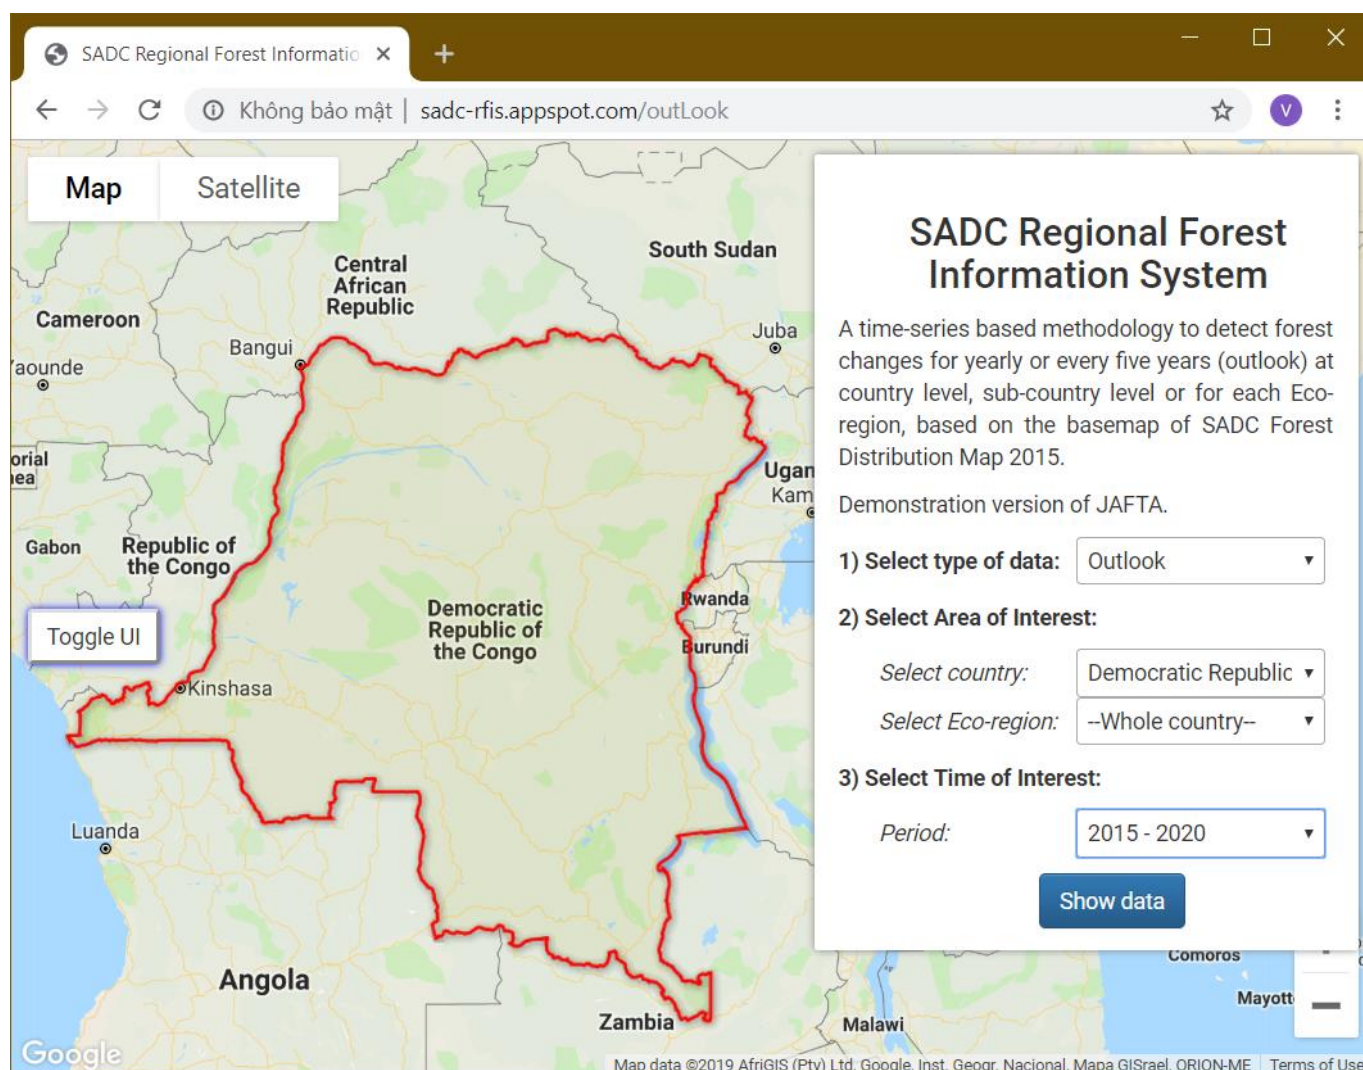 SADC Regional Forest Informatio
Không bảo mật | sadc-rfis.appspot.com/outLook
V
Map
Satellite
South Sudan
Central
African
Republic
Cameroon
Juba
Bangui
aounde
orial
ea
Ugan
Kam
Gabon
Republic of
the Congo
Rwanda
Democratic
Republic of
the Congo
Toggle UI
Burundi
Kinshasa
Luanda
Angola
Zambia
Malawi
Comoros
Mayott
Google
Map data ©2019 AfriGIS (Pty) Ltd, Google, Inst. Geogr. Nacional, Mapa GISrael, ORION-ME
Terms of Use
SADC Regional Forest
Information System
A time-series based methodology to detect forest
changes for yearly or every five years (outlook) at
country level, sub-country level or for each Eco-
region, based on the basemap of SADC Forest
Distribution Map 2015.
Demonstration version of JAFTA.
1) Select type of data: Outlook
2) Select Area of Interest:
Select country: Democratic Republic
Select Eco-region: --Whole country--
3) Select Time of Interest:
Period: 2015 - 2020
Show data